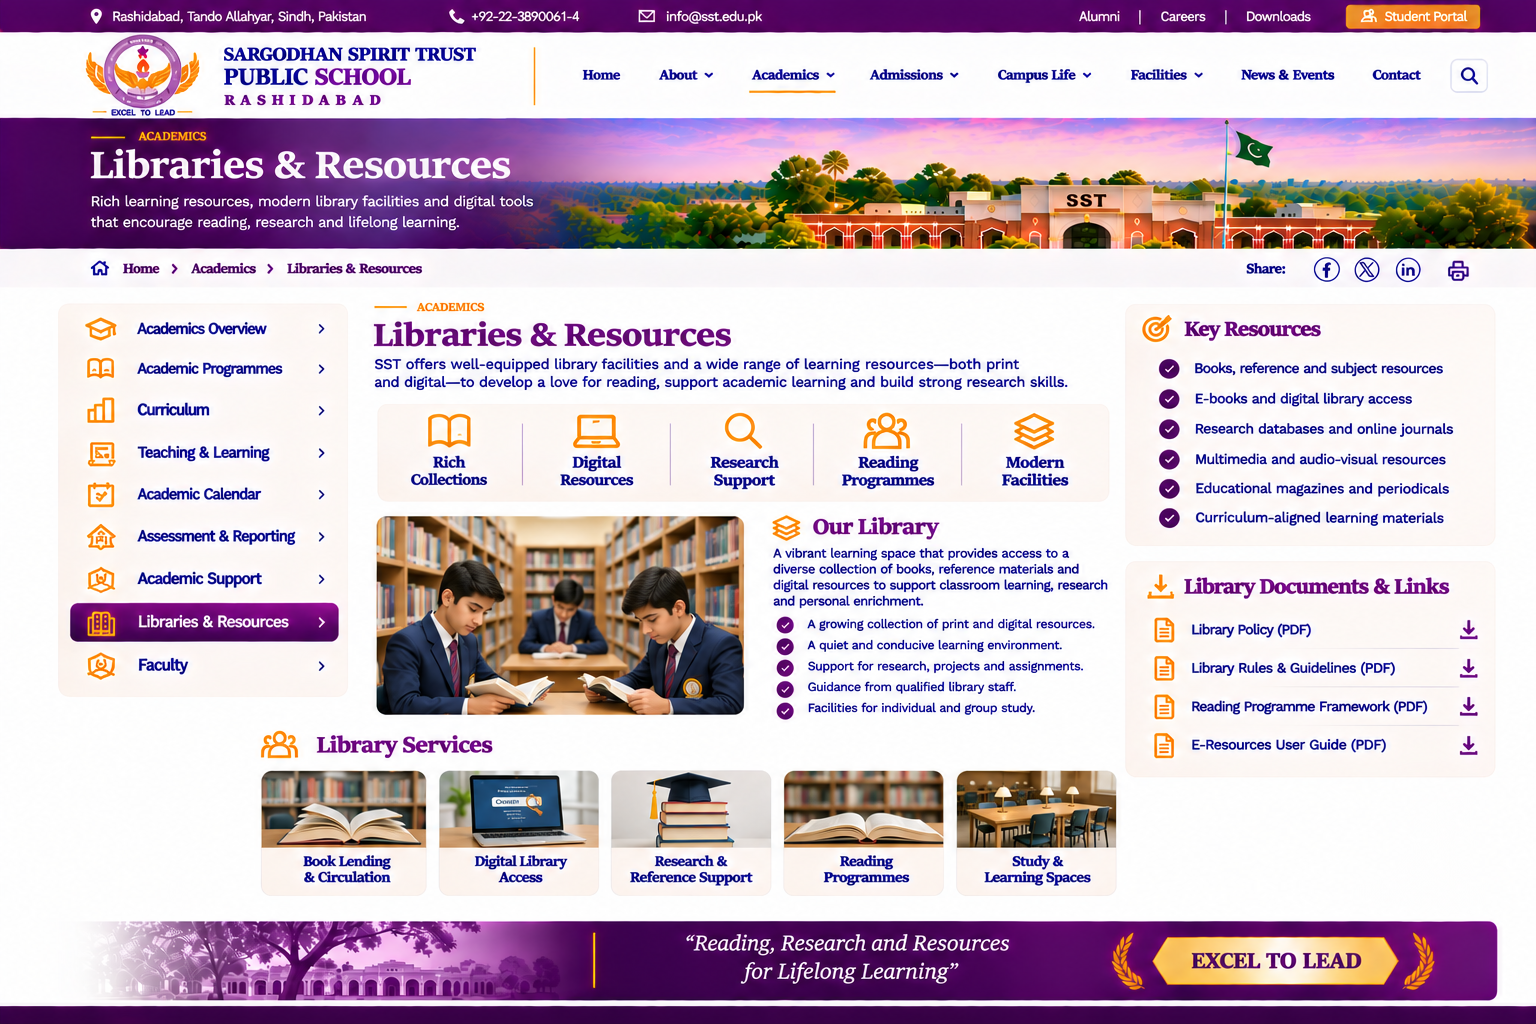 Rashidabad, Tando Allahyar, Sindh, Pakistan
+92-22-3890061-4
info@sst.edu.pk
Alumni
Careers
Downloads
Student Portal
EXCEL TO LEAD
SARGODHAN SPIRIT TRUST
PUBLIC SCHOOL
RASHIDABAD
Home
About
Academics
Admissions
Campus Life
Facilities
News & Events
Contact
ACADEMICS
Libraries & Resources
Rich learning resources, modern library facilities and digital tools
that encourage reading, research and lifelong learning.
SST
Home > Academics > Libraries & Resources
Share:
Academics Overview
Academic Programmes
Curriculum
Teaching & Learning
Academic Calendar
Assessment & Reporting
Academic Support
Libraries & Resources
Faculty
ACADEMICS
Libraries & Resources
SST offers well-equipped library facilities and a wide range of learning resources—both print
and digital—to develop a love for reading, support academic learning and build strong research skills.
Rich
Collections
Digital
Resources
Research
Support
Reading
Programmes
Modern
Facilities
Our Library
A vibrant learning space that provides access to a
diverse collection of books, reference materials and
digital resources to support classroom learning, research
and personal enrichment.
A growing collection of print and digital resources.
A quiet and conducive learning environment.
Support for research, projects and assignments.
Guidance from qualified library staff.
Facilities for individual and group study.
Key Resources
Books, reference and subject resources
E-books and digital library access
Research databases and online journals
Multimedia and audio-visual resources
Educational magazines and periodicals
Curriculum-aligned learning materials
Library Documents & Links
Library Policy (PDF)
Library Rules & Guidelines (PDF)
Reading Programme Framework (PDF)
E-Resources User Guide (PDF)
Library Services
Book Lending
& Circulation
Digital Library
Access
Research &
Reference Support
Reading
Programmes
Study &
Learning Spaces
“Reading, Research and Resources
for Lifelong Learning”
EXCEL TO LEAD